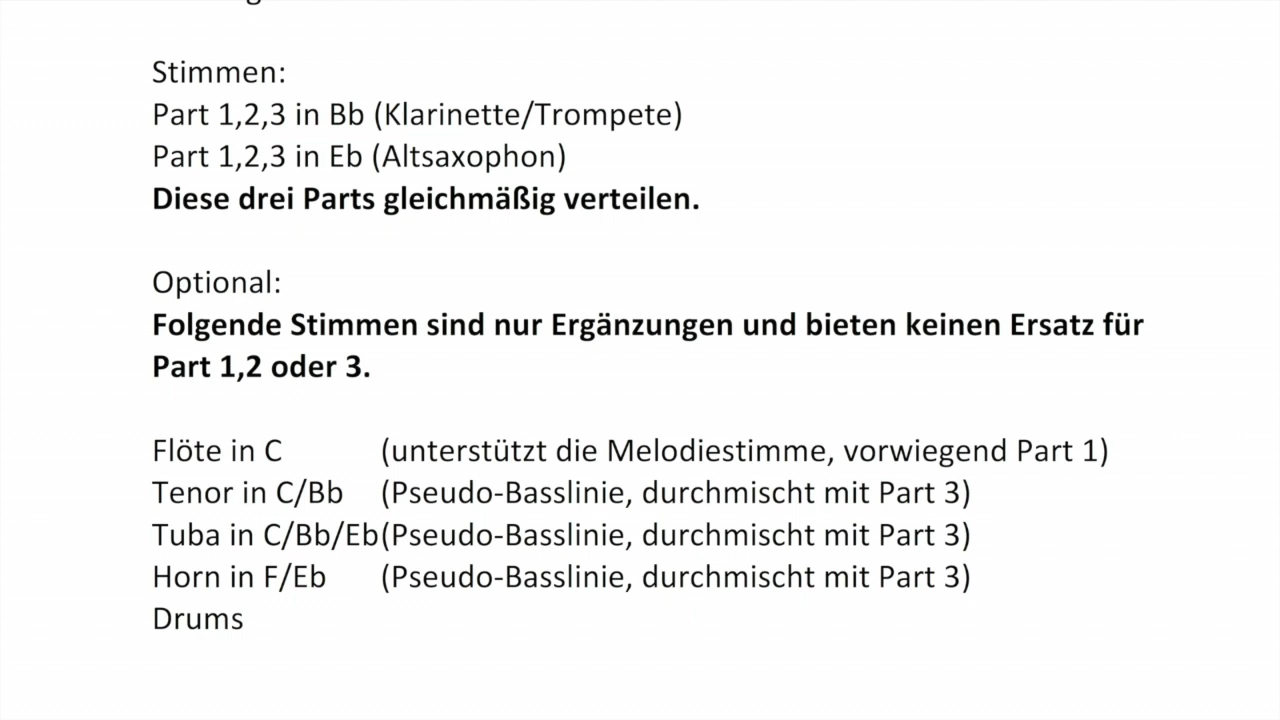 Stimmen:
Part 1,2,3 in Bb (Klarinette/Trompete)
Part 1,2,3 in Eb (Altsaxophon)
Diese drei Parts gleichmäßig verteilen.
Optional:
Folgende Stimmen sind nur Ergänzungen und bieten keinen Ersatz für
Part 1,2 oder 3.
Flöte in C (unterstützt die Melodiestimme, vorwiegend Part 1)
Tenor in C/Bb (Pseudo-Basslinie, durchmischt mit Part 3)
Tuba in C/Bb/Eb(Pseudo-Basslinie, durchmischt mit Part 3)
Horn in F/Eb (Pseudo-Basslinie, durchmischt mit Part 3)
Drums